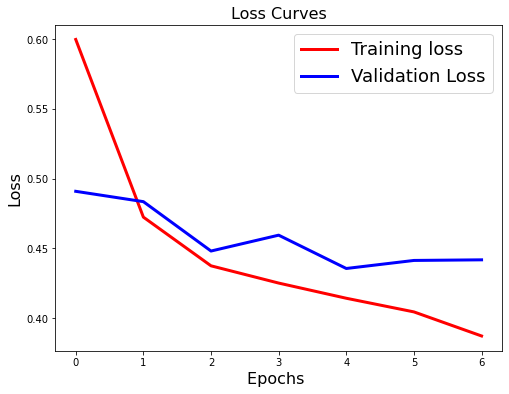 Loss Curves
Training loss
Validation Loss
0.60
0.55
0.50
0.45
0.40
Loss
0 1 2 3 4 5 6
Epochs